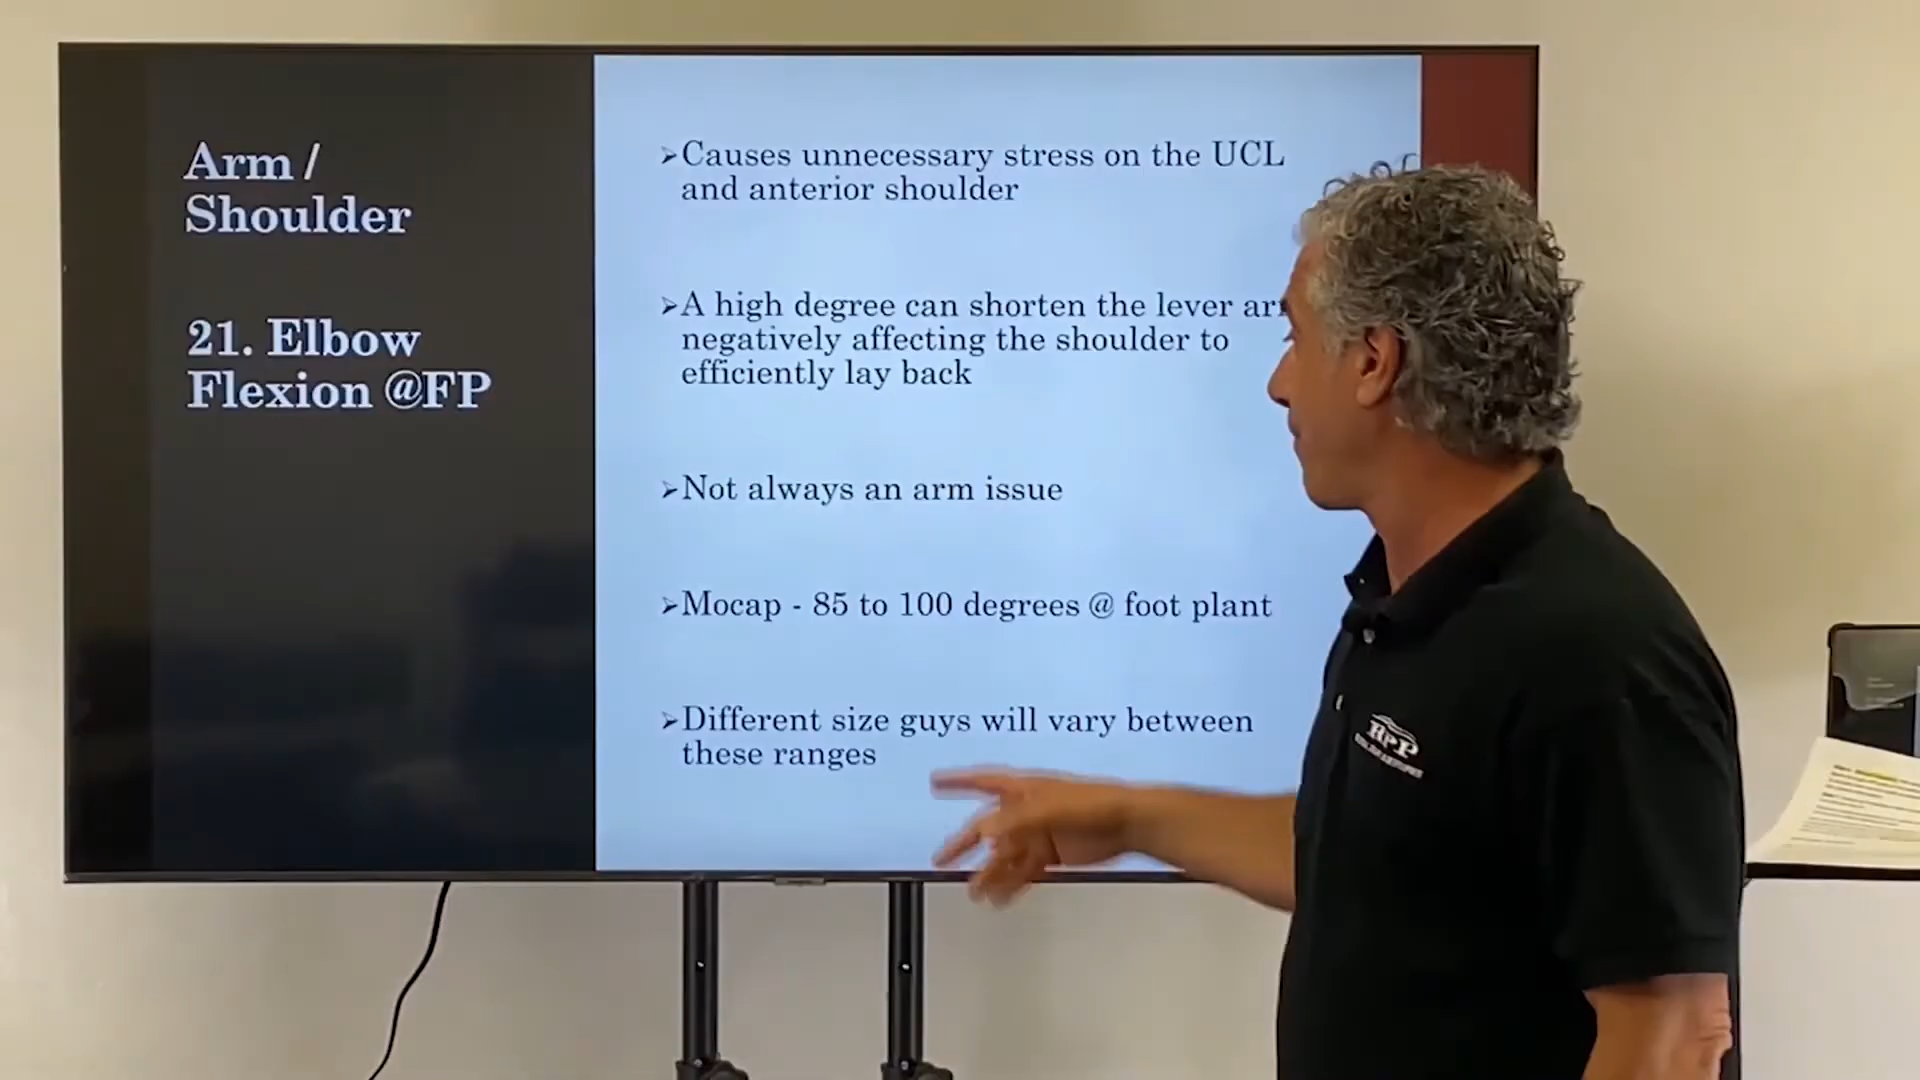 Arm /
Shoulder
21. Elbow
Flexion @FP
➢Causes unnecessary stress on the UCL
and anterior shoulder
➢A high degree can shorten the lever
negatively affecting the shoulder to
efficiently lay back
➢Not always an arm issue
➢Mocap - 85 to 100 degrees @ foot plant
➢Different size guys will vary between
these ranges
RPP